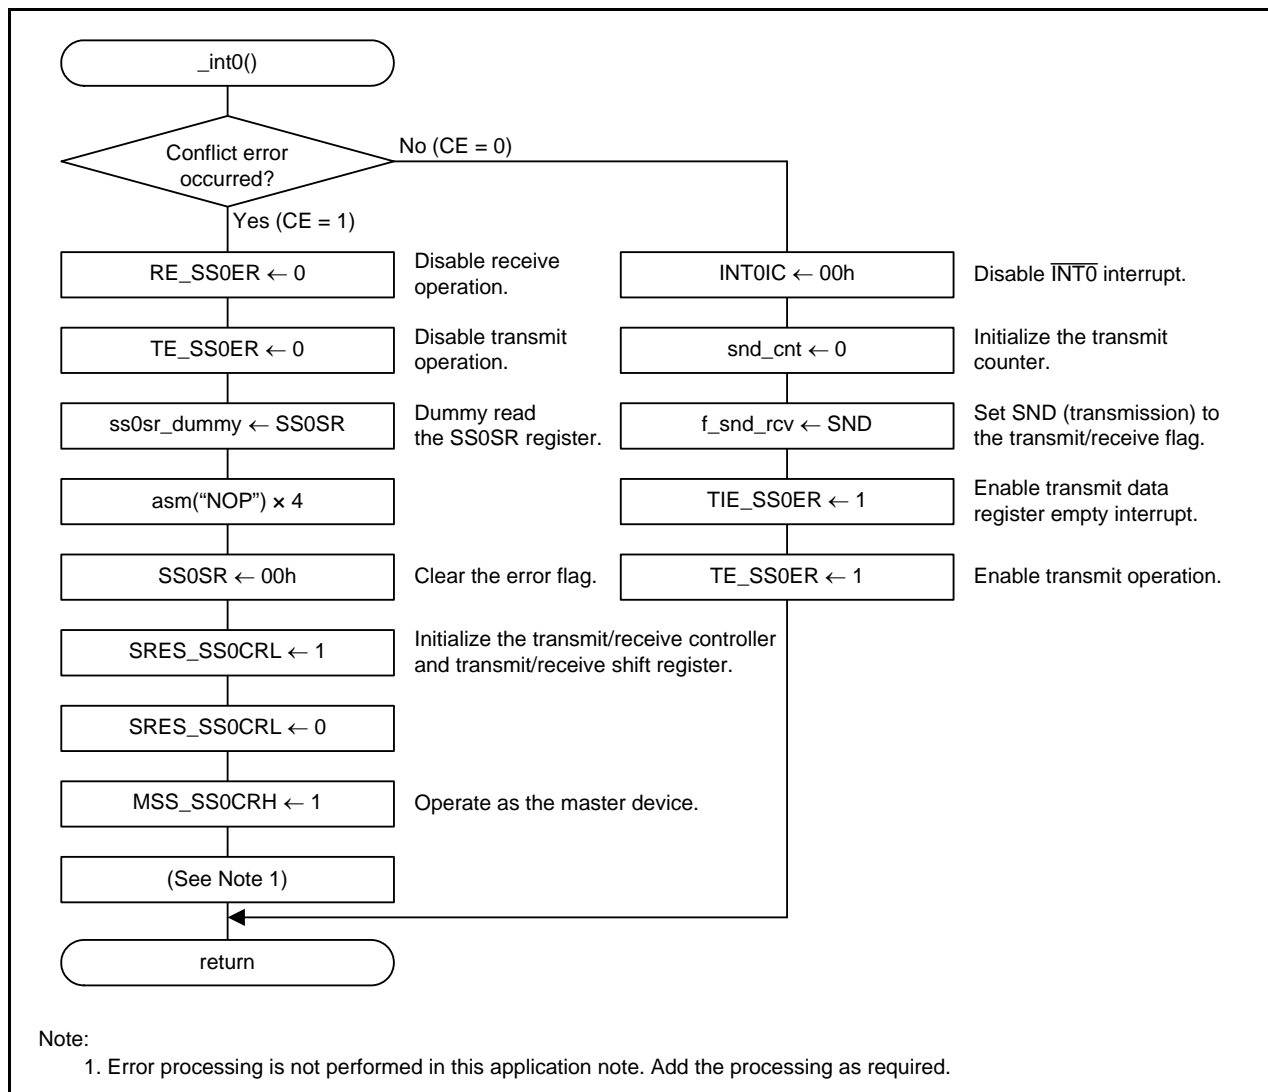 _int0()
Conflict error
occurred?
No (CE = 0)
Yes (CE = 1)
RE_SS0ER ← 0
Disable receive
operation.
TE_SS0ER ← 0
Disable transmit
operation.
ss0sr_dummy ← SS0SR
Dummy read
the SS0SR register.
asm(“NOP”) × 4
SS0SR ← 00h
Clear the error flag.
SRES_SS0CRL ← 1
Initialize the transmit/receive controller
and transmit/receive shift register.
SRES_SS0CRL ← 0
MSS_SS0CRH ← 1
Operate as the master device.
(See Note 1)
INT0IC ← 00h
Disable I̅N̅T̅0̅ interrupt.
snd_cnt ← 0
Initialize the transmit
counter.
f_snd_rcv ← SND
Set SND (transmission) to
the transmit/receive flag.
TIE_SS0ER ← 1
Enable transmit data
register empty interrupt.
TE_SS0ER ← 1
Enable transmit operation.
return
Note:
1. Error processing is not performed in this application note. Add the processing as required.